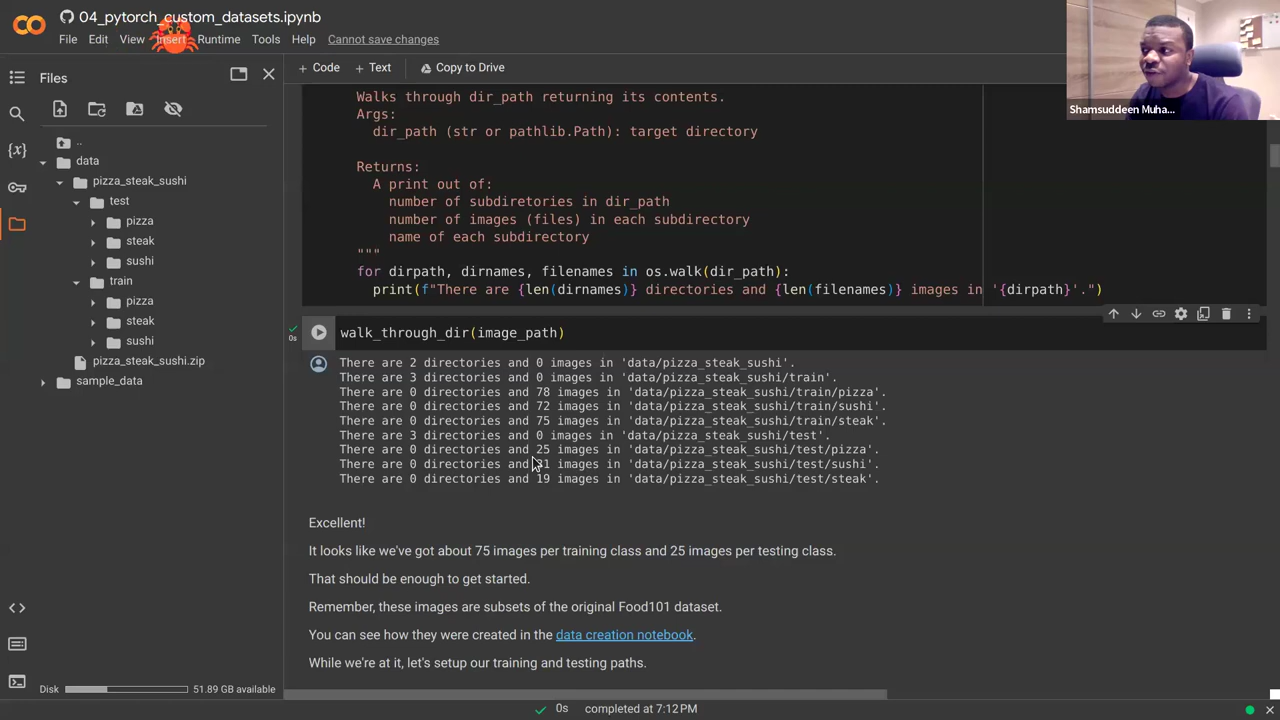 04_pytorch_custom_datasets.ipynb
File Edit View Insert Runtime Tools Help Cannot save changes
Shamsuddeen Muha...
Files
+ Code + Text Copy to Drive
..
data
pizza_steak_sushi
test
pizza
steak
sushi
train
pizza
steak
sushi
pizza_steak_sushi.zip
sample_data
Disk 51.89 GB available
Walks through dir_path returning its contents.
Args:
dir_path (str or pathlib.Path): target directory
Returns:
A print out of:
number of subdiretories in dir_path
number of images (files) in each subdirectory
name of each subdirectory
"""
for dirpath, dirnames, filenames in os.walk(dir_path):
print(f"There are {len(dirnames)} directories and {len(filenames)} images in '{dirpath}'.")
0s
walk_through_dir(image_path)
There are 2 directories and 0 images in 'data/pizza_steak_sushi'.
There are 3 directories and 0 images in 'data/pizza_steak_sushi/train'.
There are 0 directories and 78 images in 'data/pizza_steak_sushi/train/pizza'.
There are 0 directories and 72 images in 'data/pizza_steak_sushi/train/sushi'.
There are 0 directories and 75 images in 'data/pizza_steak_sushi/train/steak'.
There are 3 directories and 0 images in 'data/pizza_steak_sushi/test'.
There are 0 directories and 25 images in 'data/pizza_steak_sushi/test/pizza'.
There are 0 directories and 31 images in 'data/pizza_steak_sushi/test/sushi'.
There are 0 directories and 19 images in 'data/pizza_steak_sushi/test/steak'.
Excellent!
It looks like we've got about 75 images per training class and 25 images per testing class.
That should be enough to get started.
Remember, these images are subsets of the original Food101 dataset.
You can see how they were created in the data creation notebook.
While we're at it, let's setup our training and testing paths.
0s completed at 7:12 PM